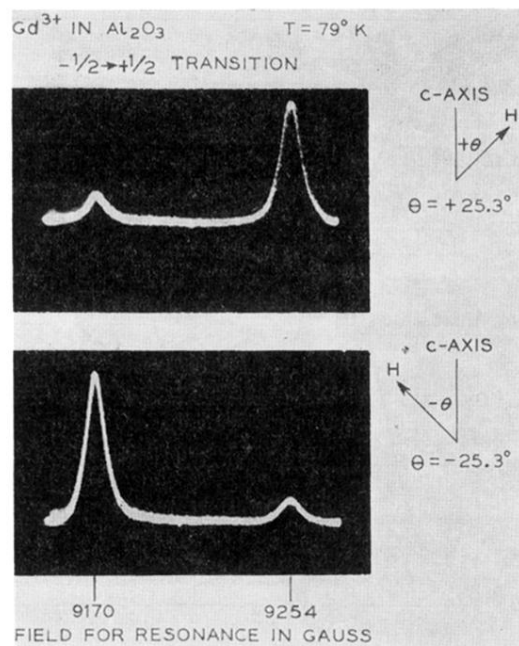 Gd³⁺ IN Al₂O₃ T = 79° K
-1/2→+1/2 TRANSITION
C-AXIS
H
+θ
θ = +25.3°
C-AXIS
H
-θ
θ = -25.3°
9170 9254
FIELD FOR RESONANCE IN GAUSS